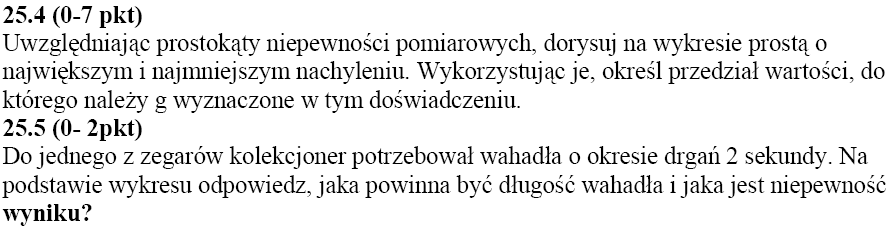 25.4 (0-7 pkt)
Uwzględniając prostokąty niepewności pomiarowych, dorysuj na wykresie prostą o
największym i najmniejszym nachyleniu. Wykorzystując je, określ przedział wartości, do
którego należy g wyznaczone w tym doświadczeniu.
25.5 (0- 2pkt)
Do jednego z zegarów kolekcjoner potrzebował wahadła o okresie drgań 2 sekundy. Na
podstawie wykresu odpowiedz, jaka powinna być długość wahadła i jaka jest niepewność
wyniku?